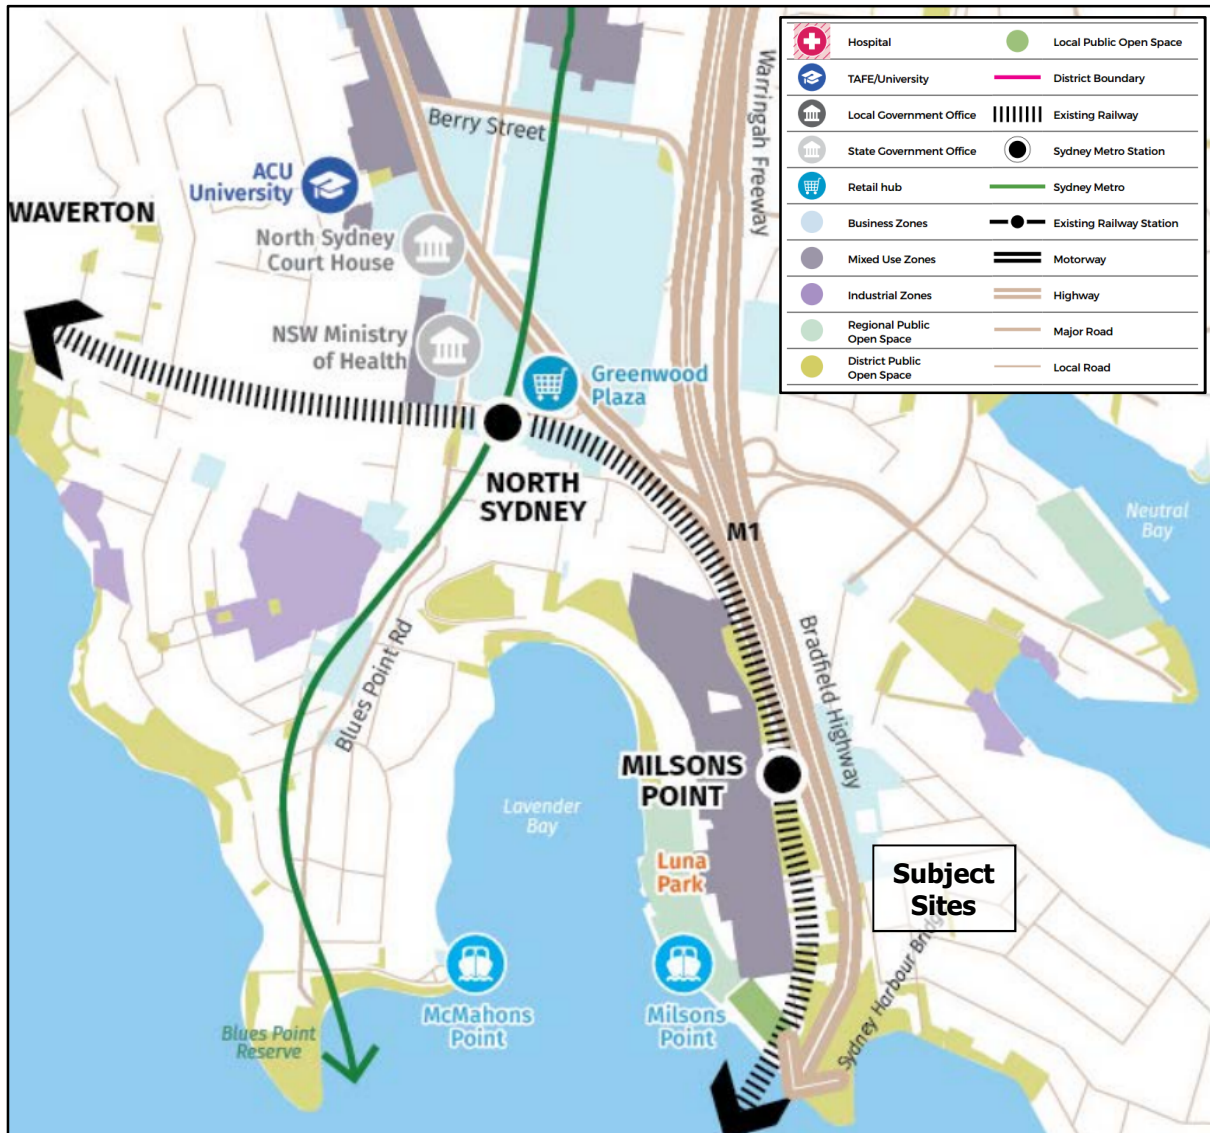 Hospital
Local Public Open Space
TAFE/University
District Boundary
Local Government Office
Existing Railway
State Government Office
Sydney Metro Station
Retail hub
Sydney Metro
Business Zones
Existing Railway Station
Mixed Use Zones
Motorway
Industrial Zones
Highway
Regional Public
Open Space
Major Road
District Public
Open Space
Local Road
Warringah Freeway
Berry Street
ACU
University
WAVERTON
North Sydney
Court House
NSW Ministry
of Health
Greenwood
Plaza
NORTH
SYDNEY
M1
Neutral
Bay
Blues Point Rd
Bradfield Highway
MILSONS
POINT
Lavender
Bay
Luna
Park
Subject
Sites
Sydney Harbour Bridge
McMahons
Point
Milsons
Point
Blues Point
Reserve